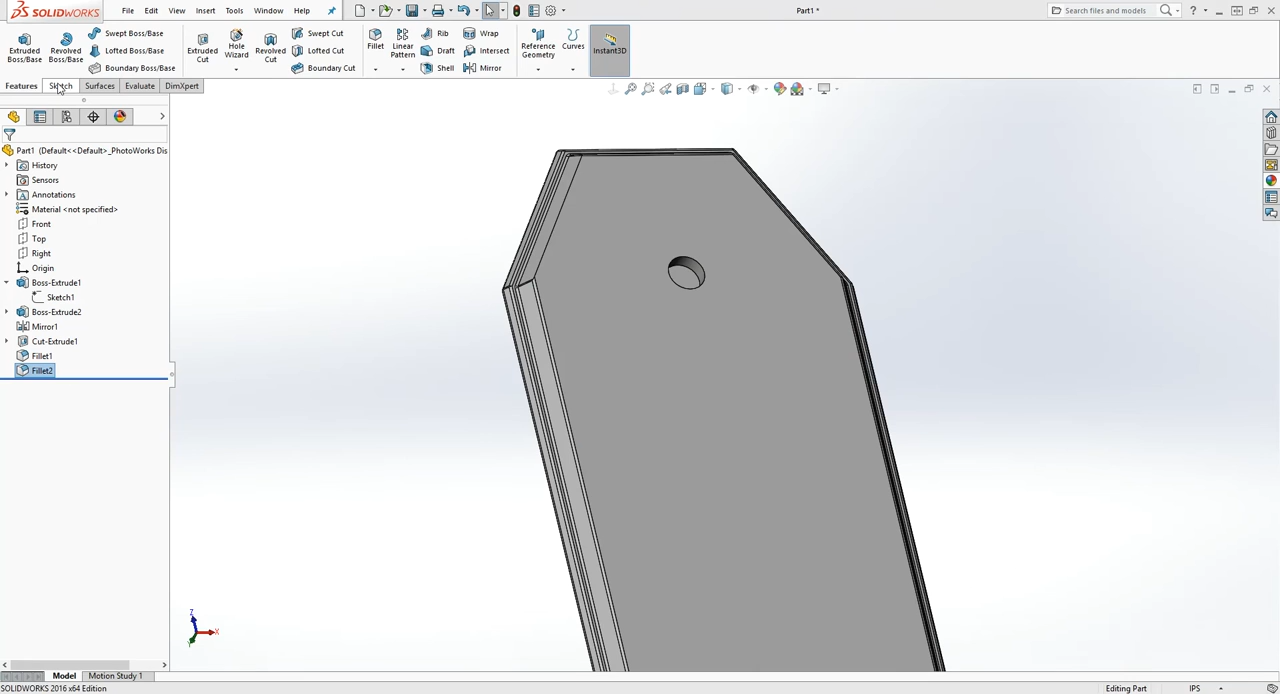 SOLIDWORKS File Edit View Insert Tools Window Help Part1 * Search files and models
Extruded Boss/Base
Revolved Boss/Base
Swept Boss/Base
Lofted Boss/Base
Boundary Boss/Base
Extruded Cut
Hole Wizard
Revolved Cut
Swept Cut
Lofted Cut
Boundary Cut
Fillet
Linear Pattern
Rib
Draft
Shell
Wrap
Intersect
Mirror
Reference Geometry
Curves
Instant3D
Features Sketch Surfaces Evaluate DimXpert
Part1 (Default<<Default>_PhotoWorks Dis
History
Sensors
Annotations
Material <not specified>
Front
Top
Right
Origin
Boss-Extrude1
Sketch1
Boss-Extrude2
Mirror1
Cut-Extrude1
Fillet1
Fillet2
Z
X
Y
Model Motion Study 1
SOLIDWORKS 2016 x64 Edition Editing Part IPS